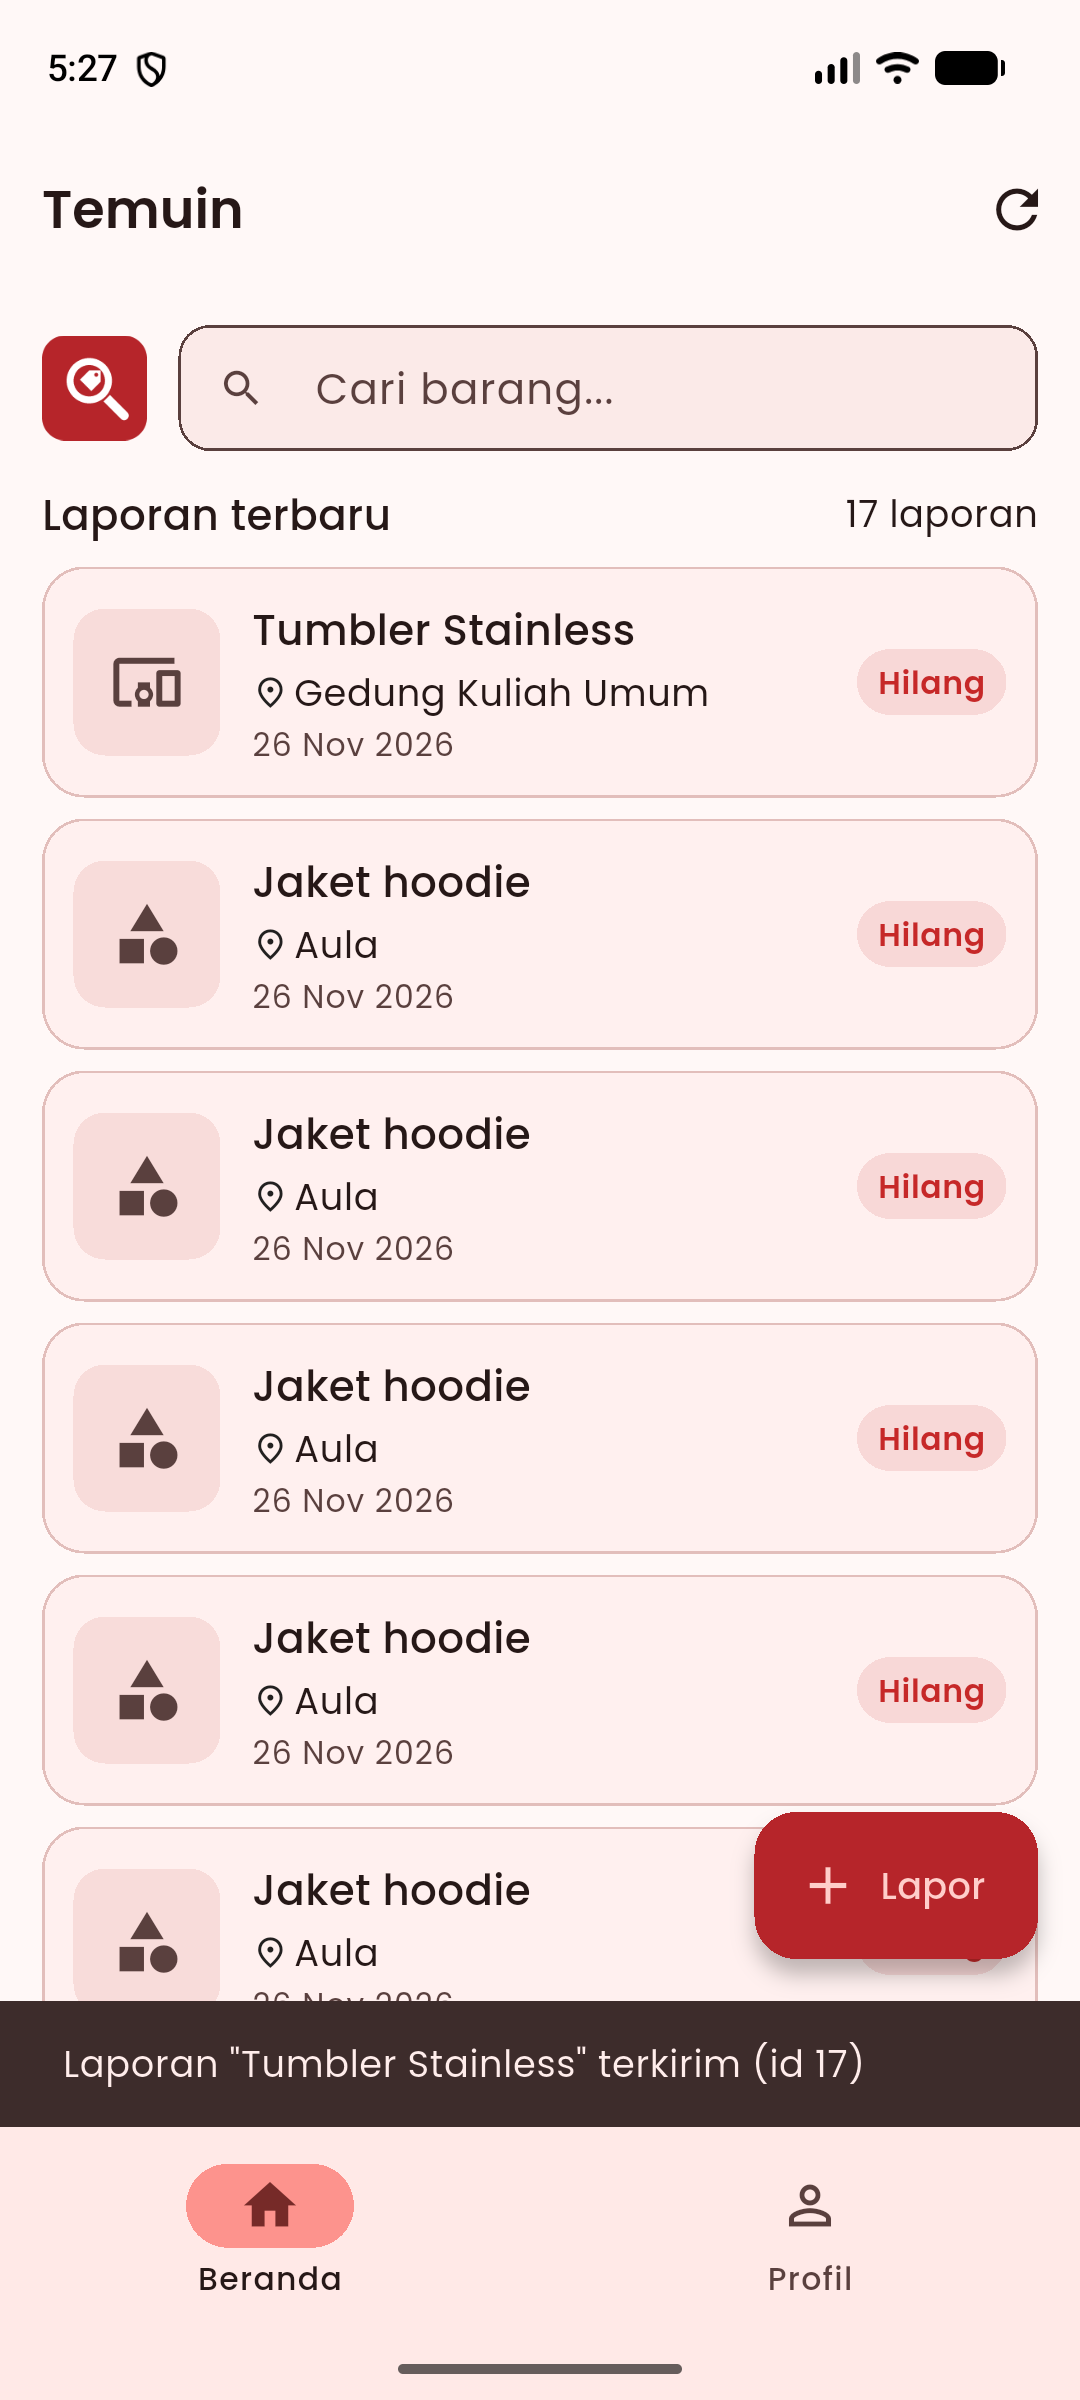 5:27
Temuin
Cari barang...
Laporan terbaru
17 laporan
Tumbler Stainless
Gedung Kuliah Umum
26 Nov 2026
Hilang
Jaket hoodie
Aula
26 Nov 2026
Hilang
Jaket hoodie
Aula
26 Nov 2026
Hilang
Jaket hoodie
Aula
26 Nov 2026
Hilang
Jaket hoodie
Aula
26 Nov 2026
Hilang
Jaket hoodie
Aula
26 Nov 2026
Lapor
Laporan "Tumbler Stainless" terkirim (id 17)
Beranda
Profil